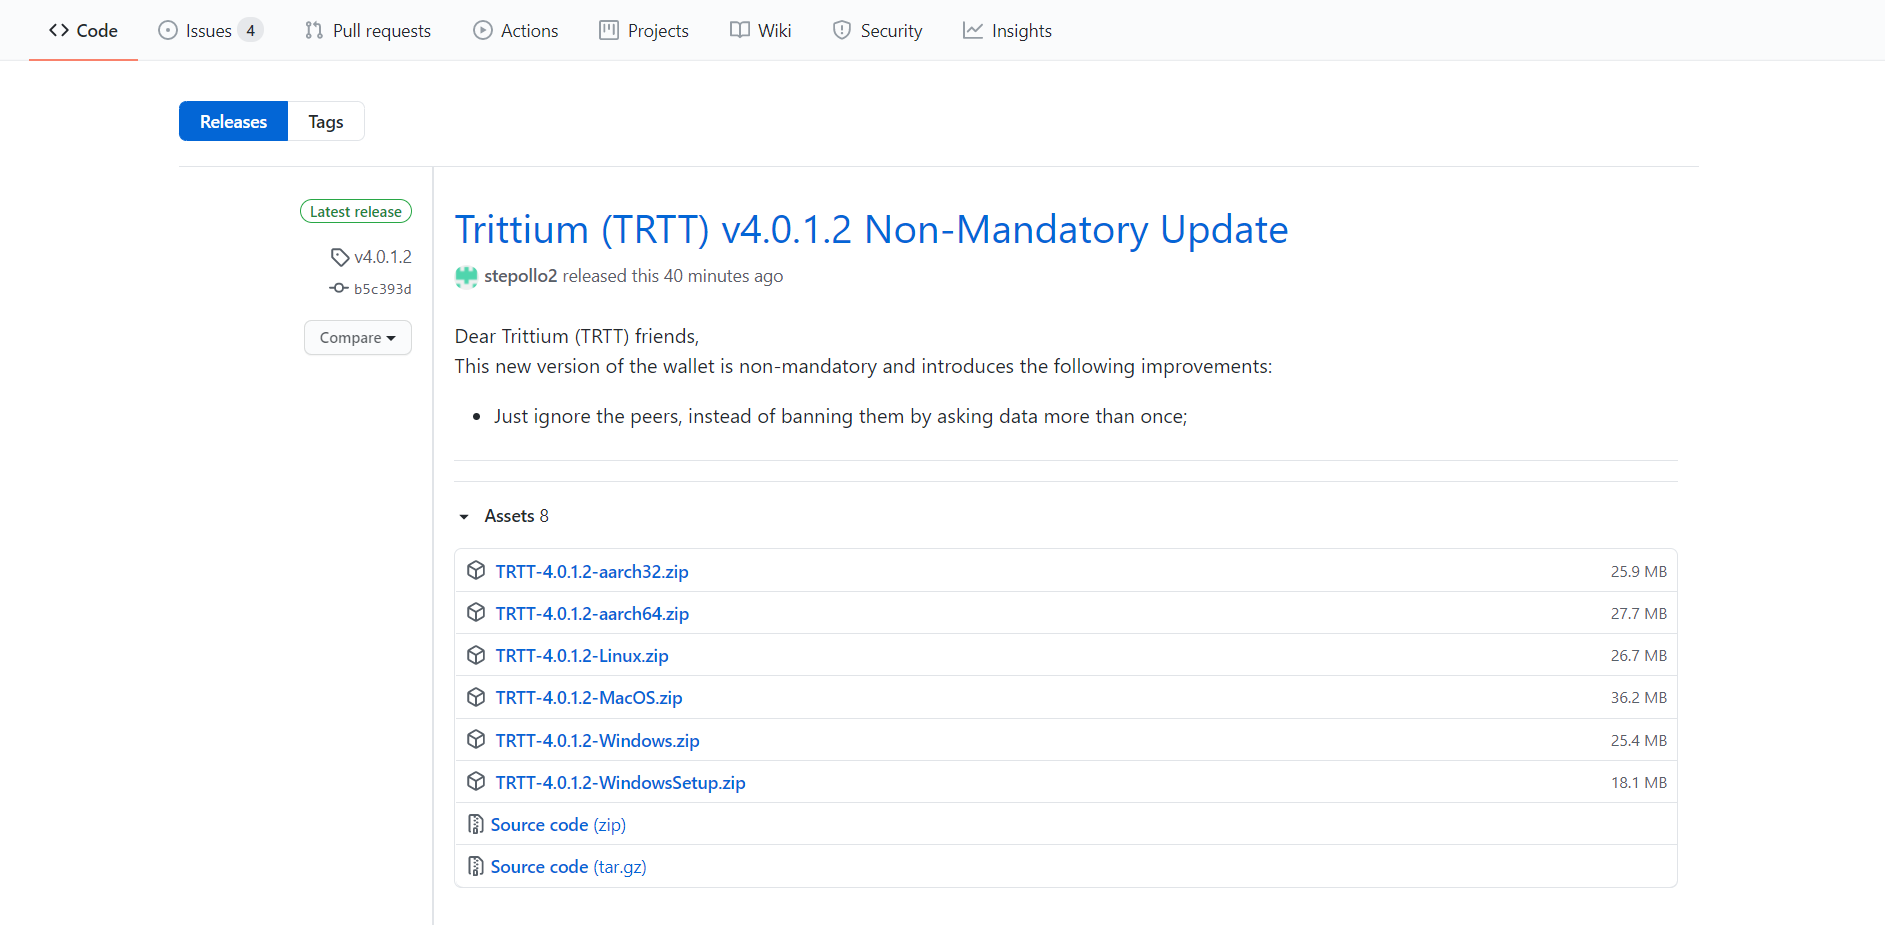 Code Issues 4 Pull requests Actions Projects Wiki Security Insights
Releases Tags
Latest release
v4.0.1.2
b5c393d
Compare
Trittium (TRTT) v4.0.1.2 Non-Mandatory Update
stepollo2 released this 40 minutes ago
Dear Trittium (TRTT) friends,
This new version of the wallet is non-mandatory and introduces the following improvements:
• Just ignore the peers, instead of banning them by asking data more than once;
Assets 8
TRTT-4.0.1.2-aarch32.zip 25.9 MB
TRTT-4.0.1.2-aarch64.zip 27.7 MB
TRTT-4.0.1.2-Linux.zip 26.7 MB
TRTT-4.0.1.2-MacOS.zip 36.2 MB
TRTT-4.0.1.2-Windows.zip 25.4 MB
TRTT-4.0.1.2-WindowsSetup.zip 18.1 MB
Source code (zip)
Source code (tar.gz)